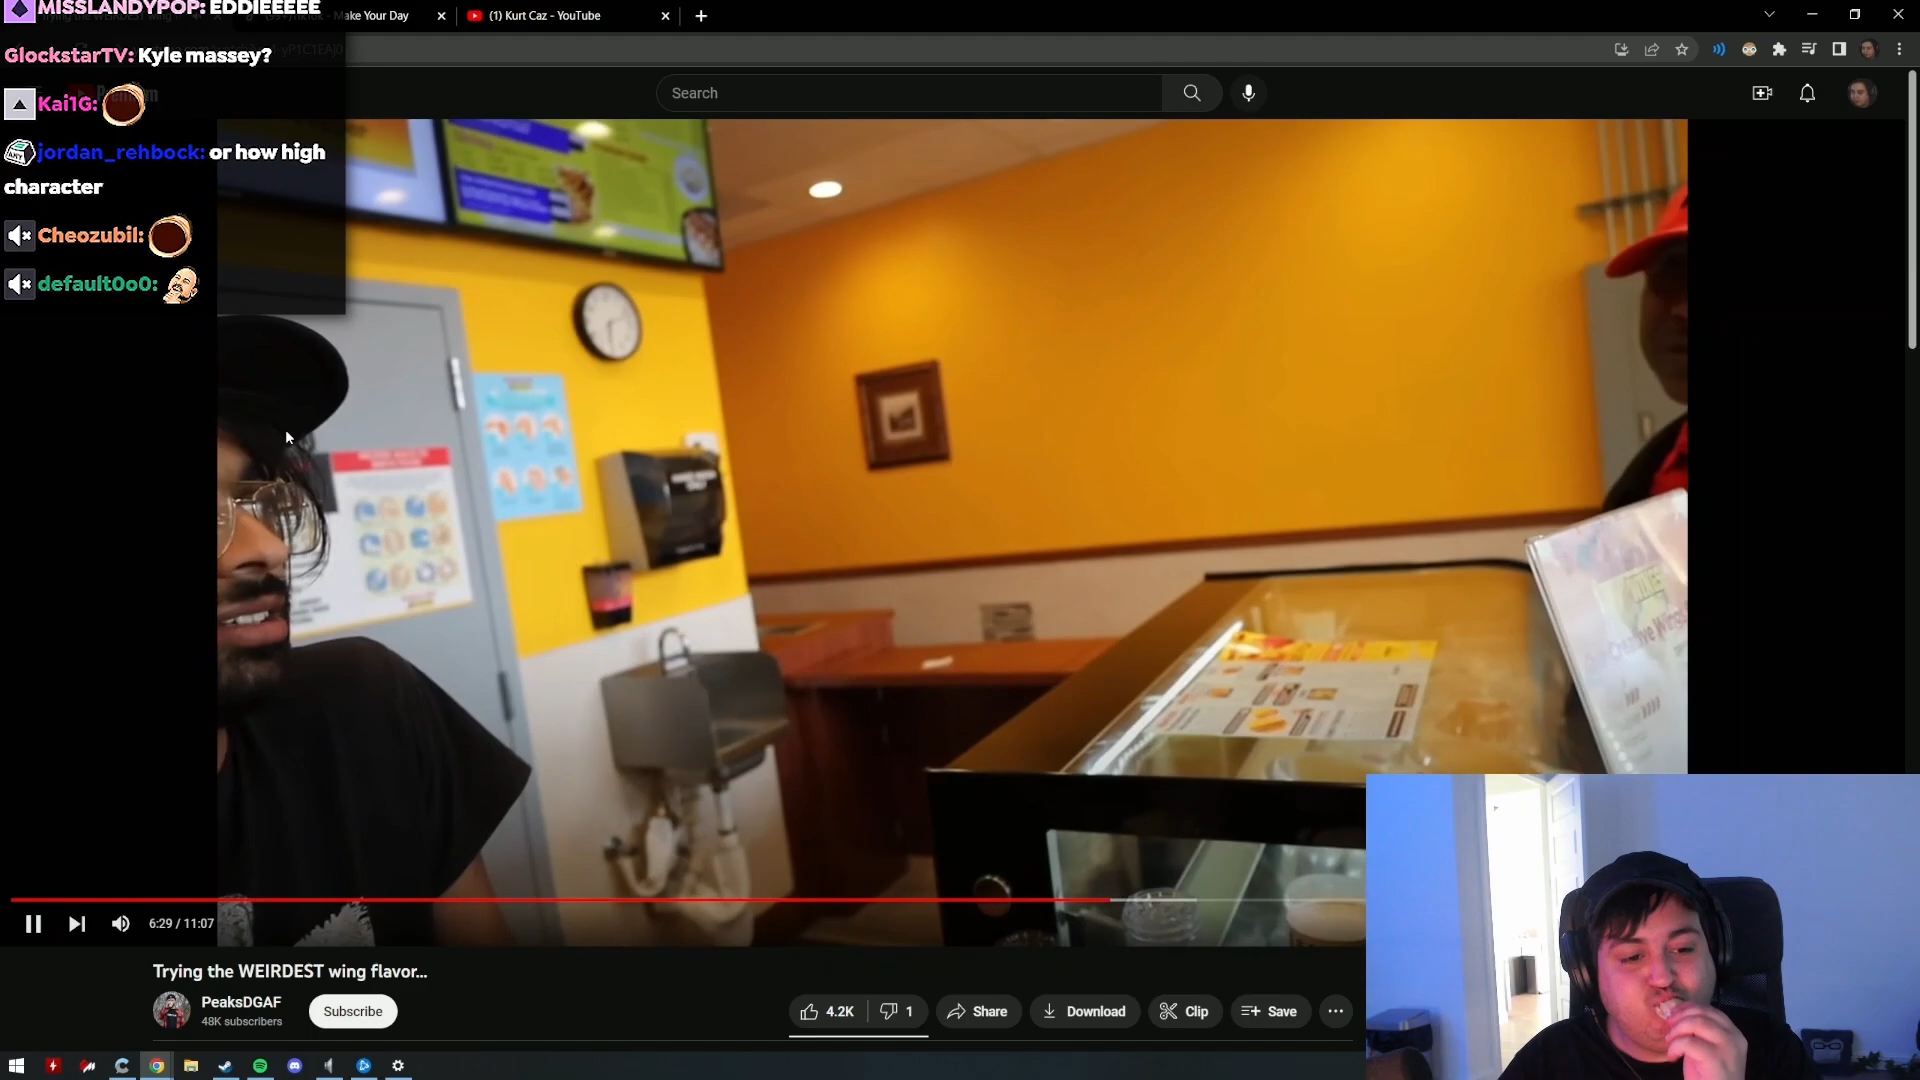 MISSLANDYPOP: EDDIEEEEE
Make Your Day
(1) Kurt Caz - YouTube
GlockstarTV: Kyle massey?
Kai1G:
jordan_rehbock: or how high
character
Cheozubil:
default0o0:
Search
6:29 / 11:07
Trying the WEIRDEST wing flavor...
PeaksDGAF
48K subscribers
Subscribe
4.2K
1
Share
Download
Clip
Save